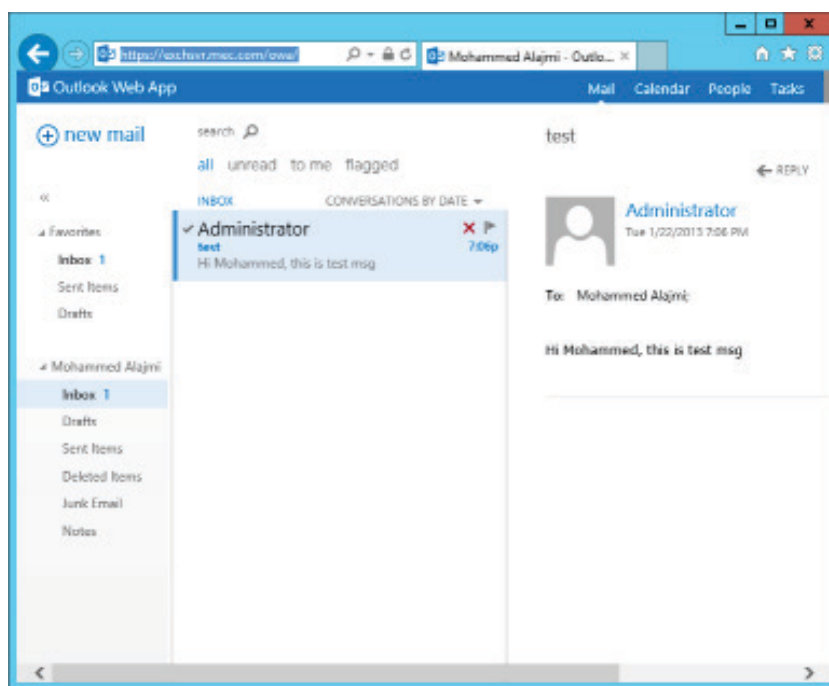 https://exchsvr.mec.com/owa/
Mohammed Alajmi - Outlo...
Outlook Web App
Mail Calendar People Tasks
new mail
search
all unread to me flagged
INBOX CONVERSATIONS BY DATE
Favorites
Inbox 1
Sent Items
Drafts
Mohammed Alajmi
Inbox 1
Drafts
Sent Items
Deleted Items
Junk Email
Notes
Administrator
test 7:06p
Hi Mohammed, this is test msg
test
REPLY
Administrator
Tue 1/22/2013 7:06 PM
To: Mohammed Alajmi;
Hi Mohammed, this is test msg